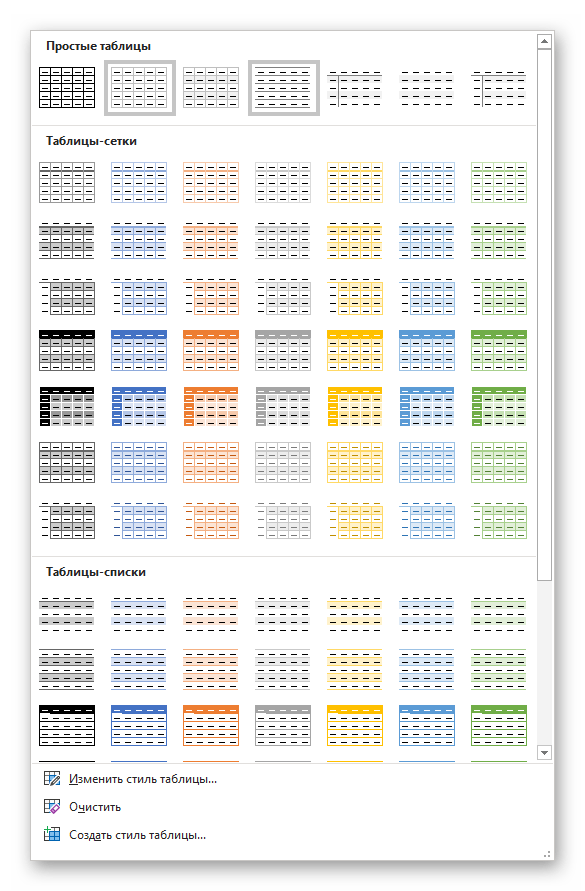 Простые таблицы
Таблицы-сетки
Таблицы-списки
Изменить стиль таблицы...
Очистить
Создать стиль таблицы...